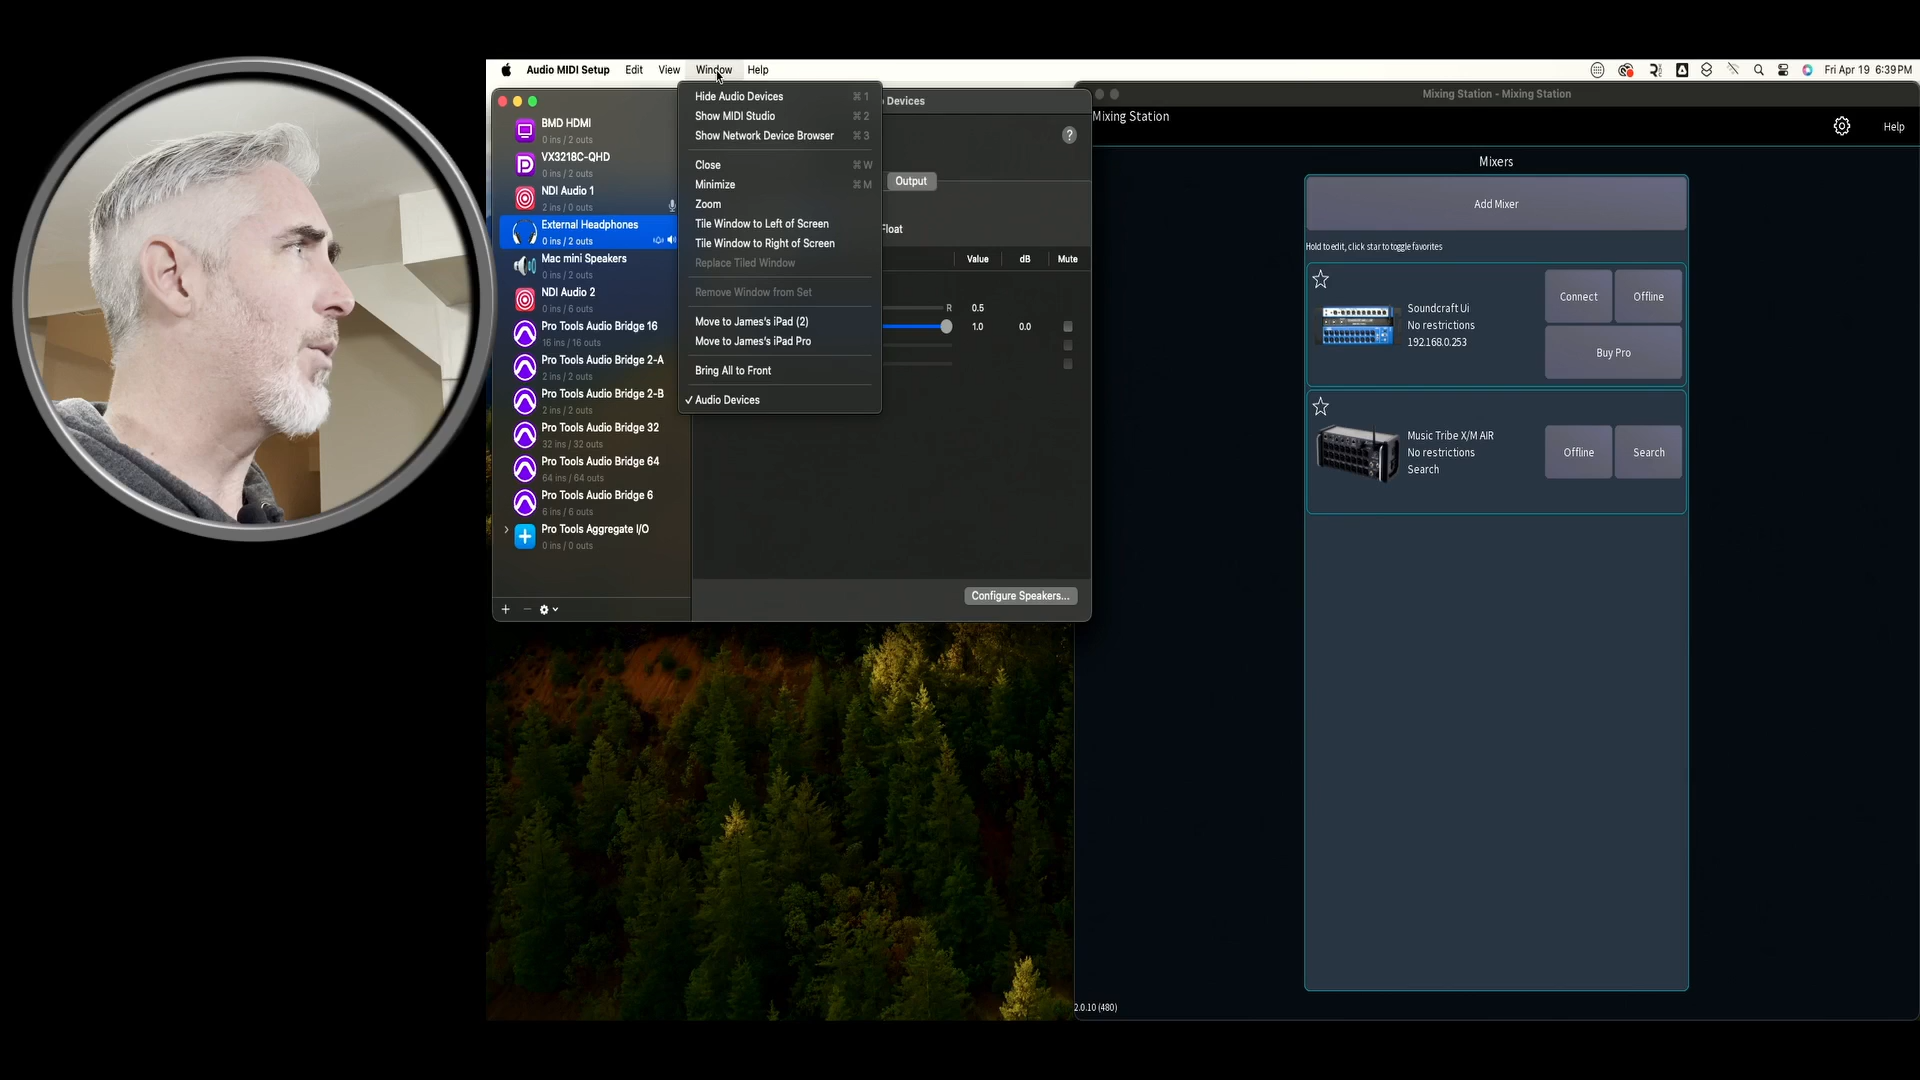 Audio MIDI Setup Edit View Window Help
Fri Apr 19 6:39 PM
Hide Audio Devices ⌘ 1
Show MIDI Studio ⌘ 2
Show Network Device Browser ⌘ 3
Close ⌘ W
Minimize ⌘ M
Zoom
Tile Window to Left of Screen
Tile Window to Right of Screen
Replace Tiled Window
Remove Window from Set
Move to James's iPad (2)
Move to James's iPad Pro
Bring All to Front
✓ Audio Devices
Devices
?
BMD HDMI
0 ins / 2 outs
VX3218C-QHD
0 ins / 2 outs
NDI Audio 1
2 ins / 0 outs
External Headphones
0 ins / 2 outs
Mac mini Speakers
0 ins / 2 outs
NDI Audio 2
0 ins / 6 outs
Pro Tools Audio Bridge 16
16 ins / 16 outs
Pro Tools Audio Bridge 2-A
2 ins / 2 outs
Pro Tools Audio Bridge 2-B
2 ins / 2 outs
Pro Tools Audio Bridge 32
32 ins / 32 outs
Pro Tools Audio Bridge 64
64 ins / 64 outs
Pro Tools Audio Bridge 6
6 ins / 6 outs
Pro Tools Aggregate I/O
0 ins / 0 outs
Output
Float
Value dB Mute
R 0.5
1.0 0.0
Configure Speakers...
Mixing Station - Mixing Station
Mixing Station
Help
Mixers
Add Mixer
Hold to edit, click star to toggle favorites
Soundcraft Ui
No restrictions
192.168.0.253
Connect Offline
Buy Pro
Music Tribe X/M AIR
No restrictions
Search
Offline Search
2.0.10 (480)